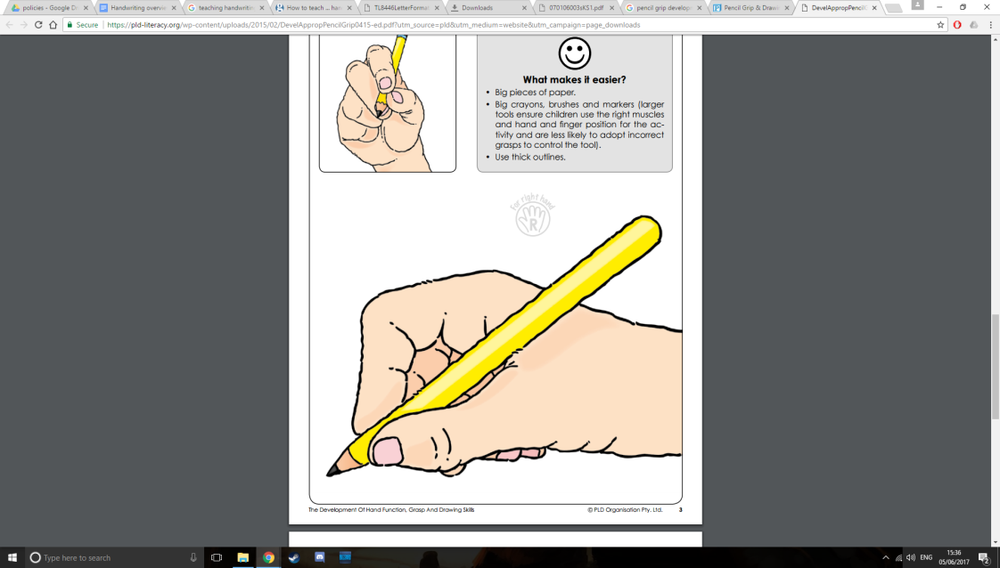 policies - Google D
Handwriting overvie
teaching handwritin
How to teach ... han
TL8446LetterFormat
Downloads
070106003sKS1.pdf
pencil grip develop
Pencil Grip & Draw
DevelAppropPencil
Secure
https://pld-literacy.org/wp-content/uploads/2015/02/DevelAppropPencilGrip0415-ed.pdf?utm_source=pld&utm_medium=website&utm_campaign=page_downloads
What makes it easier?
• Big pieces of paper.
• Big crayons, brushes and markers (larger
tools ensure children use the right muscles
and hand and finger position for the ac-
tivity and are less likely to adopt incorrect
grasps to control the tool).
• Use thick outlines.
For right hand
R
The Development Of Hand Function, Grasp And Drawing Skills
© PLD Organisation Pty. Ltd. 3
Type here to search
ENG
15:36
05/06/2017
2